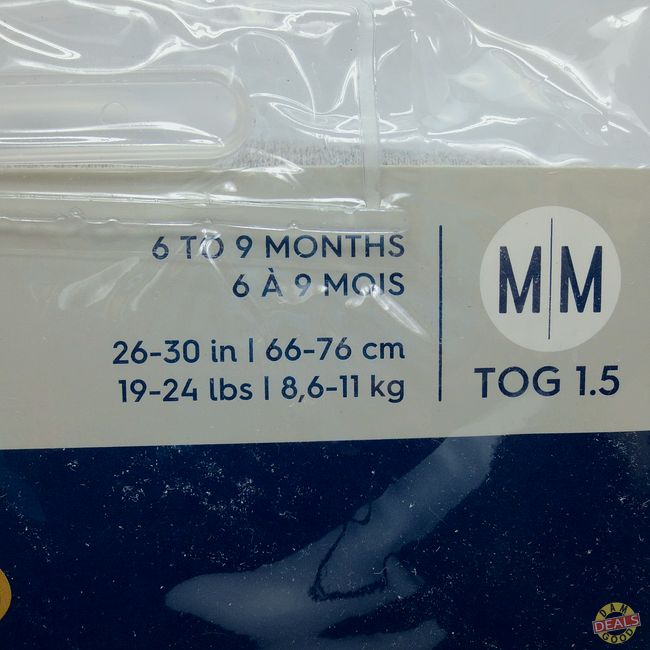 6 TO 9 MONTHS
6 À 9 MOIS
26-30 in | 66-76 cm
19-24 lbs | 8,6-11 kg
M|M
TOG 1.5
DAM
DEALS
GOOD